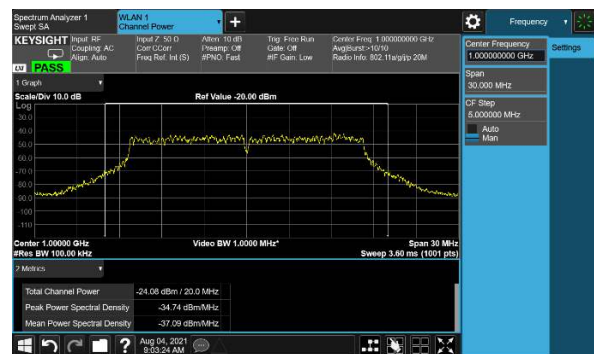 Spectrum Analyzer 1
Swept SA
WLAN 1
Channel Power
+
Frequency
KEYSIGHT
Input: RF
Coupling: AC
Align: Auto
Input Z: 50 Ω
Corr CCorr
Freq Ref: Int (S)
Atten: 10 dB
Preamp: Off
#PNO: Fast
Trig: Free Run
Gate: Off
#IF Gain: Low
Center Freq: 1.000000000 GHz
Avg|Burst:>10/10
Radio Info: 802.11a/g/j/p 20M
LXI
PASS
Center Frequency
1.000000000 GHz
Settings
Span
30.000 MHz
CF Step
5.000000 MHz
Auto
Man
1 Graph
Scale/Div 10.0 dB
Ref Value -20.00 dBm
Log
-30.0
-40.0
-50.0
-60.0
-70.0
-80.0
-90.0
-100
-110
Center 1.00000 GHz
Video BW 1.0000 MHz*
Span 30 MHz
#Res BW 100.00 kHz
Sweep 3.60 ms (1001 pts)
2 Metrics
Total Channel Power -24.08 dBm / 20.0 MHz
Peak Power Spectral Density -34.74 dBm/MHz
Mean Power Spectral Density -37.09 dBm/MHz
?
Aug 04, 2021
9:03:24 AM